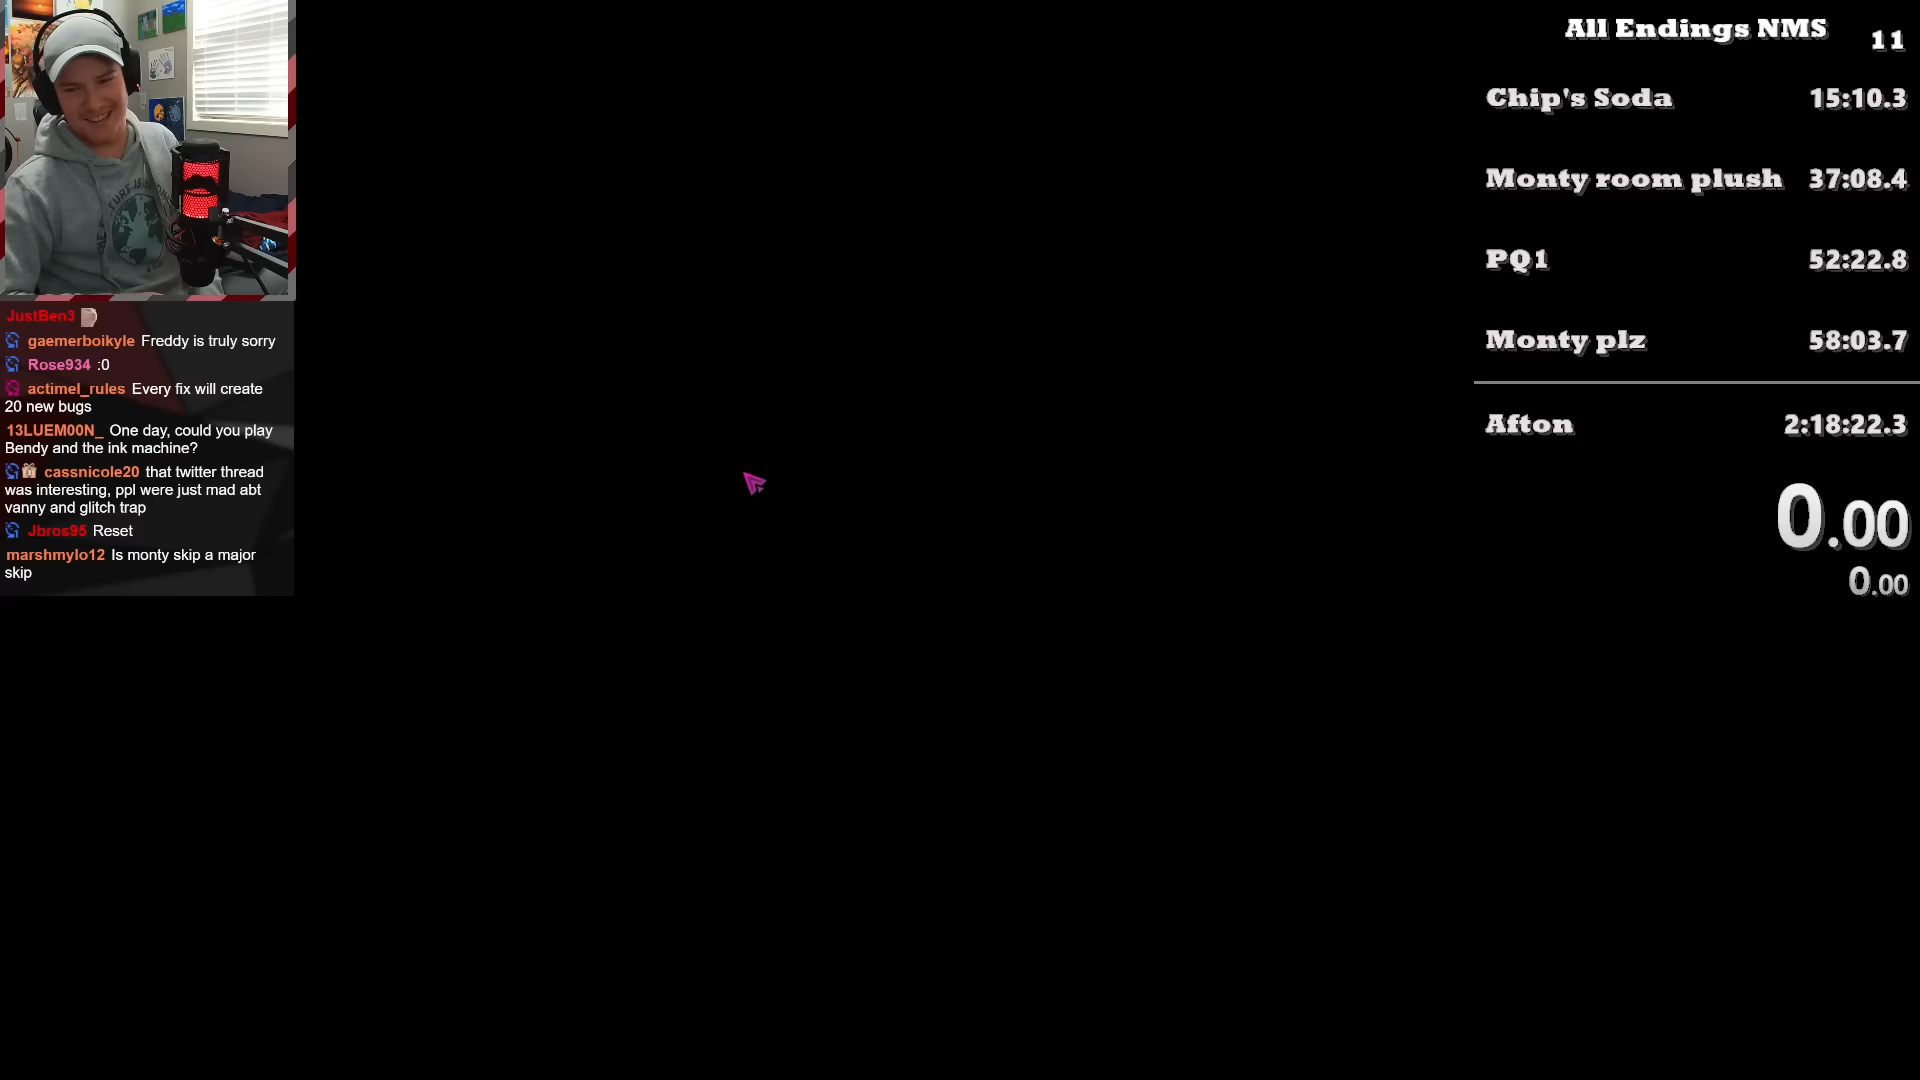 All Endings NMS
11
Chip's Soda 15:10.3
Monty room plush 37:08.4
PQ1 52:22.8
Monty plz 58:03.7
Afton 2:18:22.3
0.00
0.00
JustBen3
gaemerboikyle Freddy is truly sorry
Rose934 :0
actimel_rules Every fix will create
20 new bugs
13LUEM00N_ One day, could you play
Bendy and the ink machine?
cassnicole20 that twitter thread
was interesting, ppl were just mad abt
vanny and glitch trap
Jbros95 Reset
marshmylo12 Is monty skip a major
skip